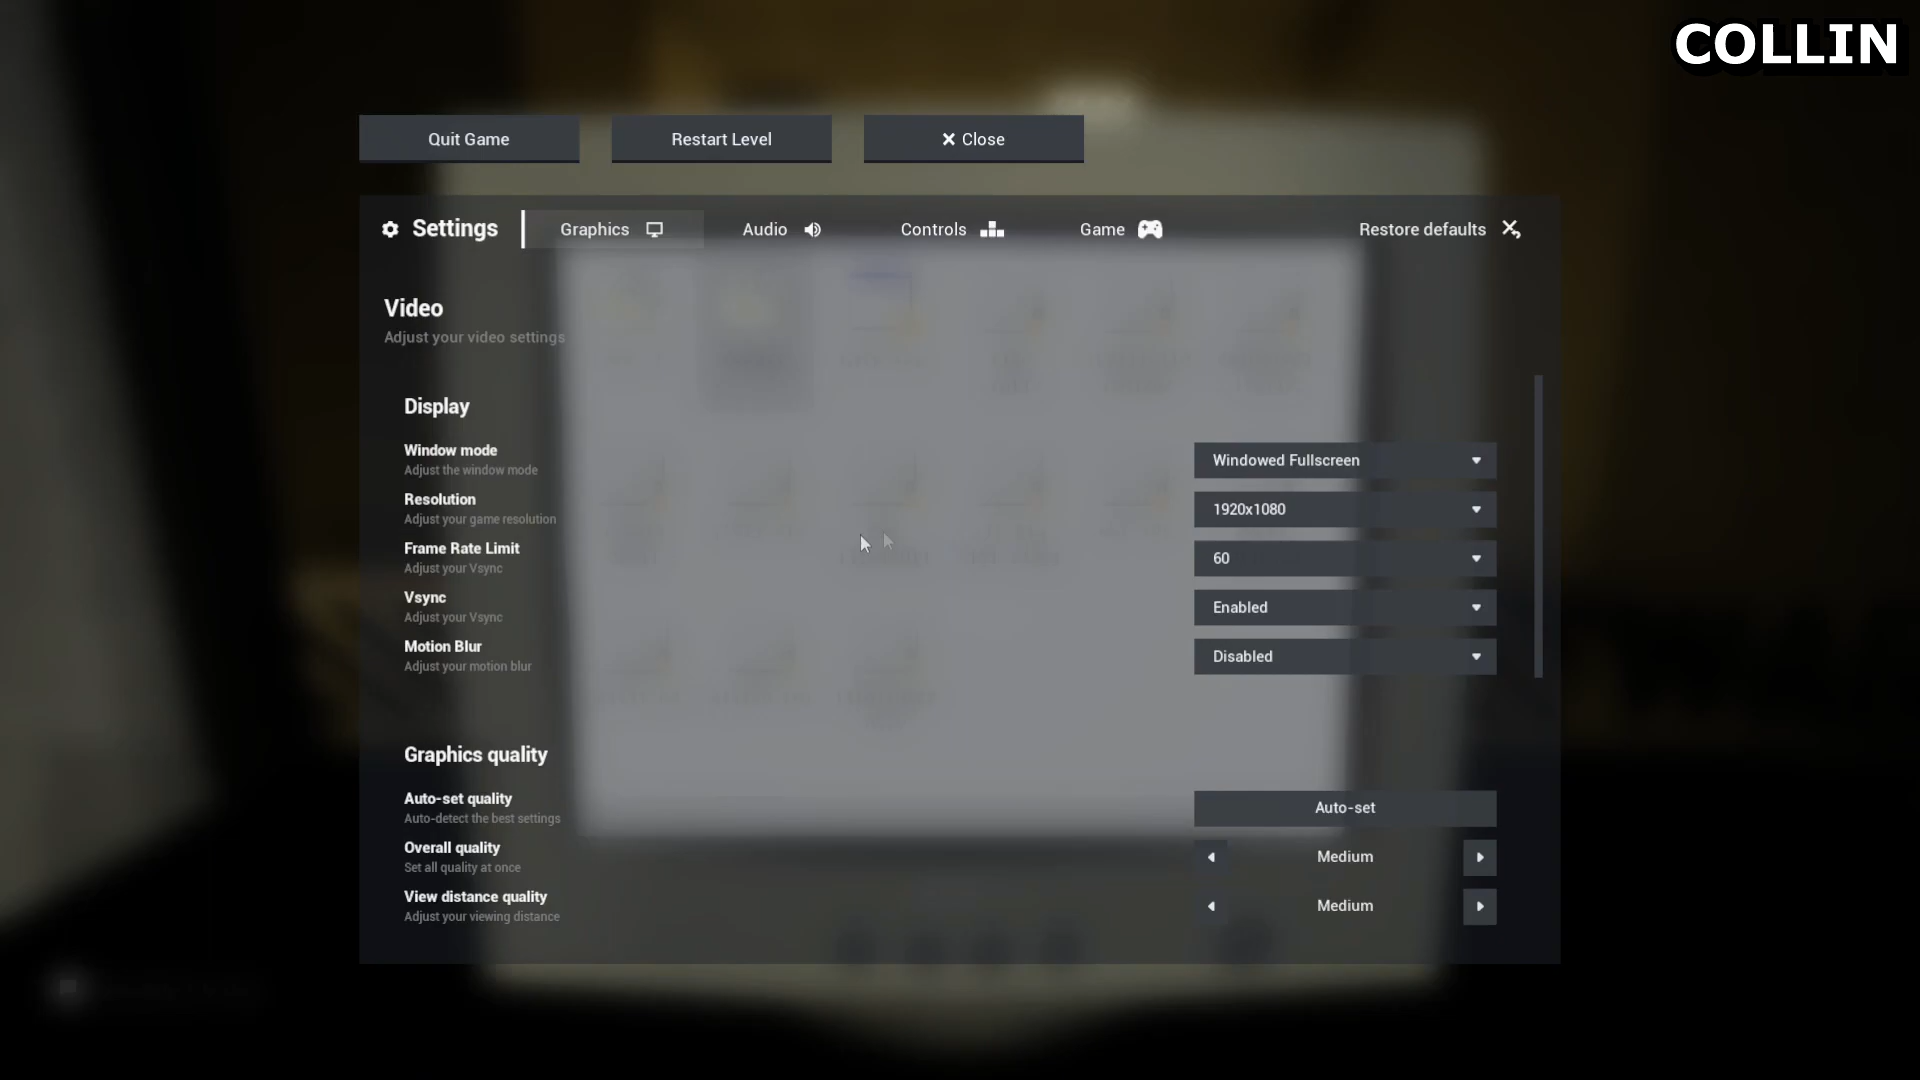 COLLIN
Quit Game
Restart Level
Close
Settings
Graphics
Audio
Controls
Game
Restore defaults
Video
Adjust your video settings
Display
Window mode
Adjust the window mode
Windowed Fullscreen
Resolution
Adjust your game resolution
1920x1080
Frame Rate Limit
Adjust your Vsync
60
Vsync
Adjust your Vsync
Enabled
Motion Blur
Adjust your motion blur
Disabled
Graphics quality
Auto-set quality
Auto-detect the best settings
Auto-set
Overall quality
Set all quality at once
Medium
View distance quality
Adjust your viewing distance
Medium